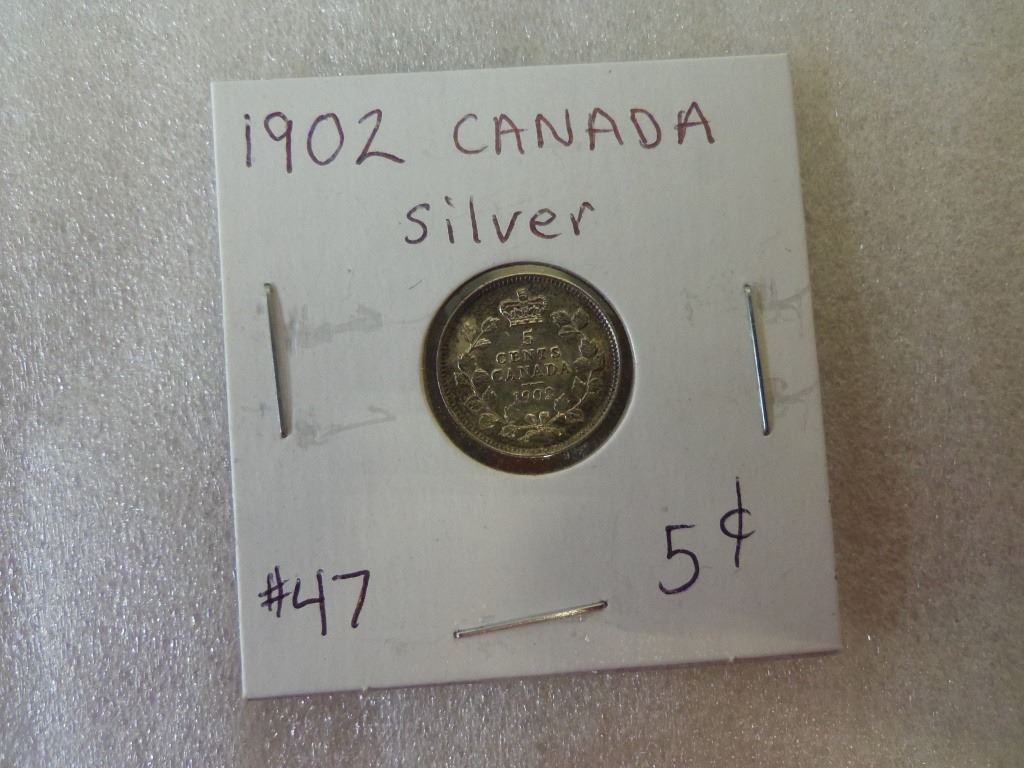 1902 CANADA
silver
5
CENTS
CANADA
1902
5¢
#47